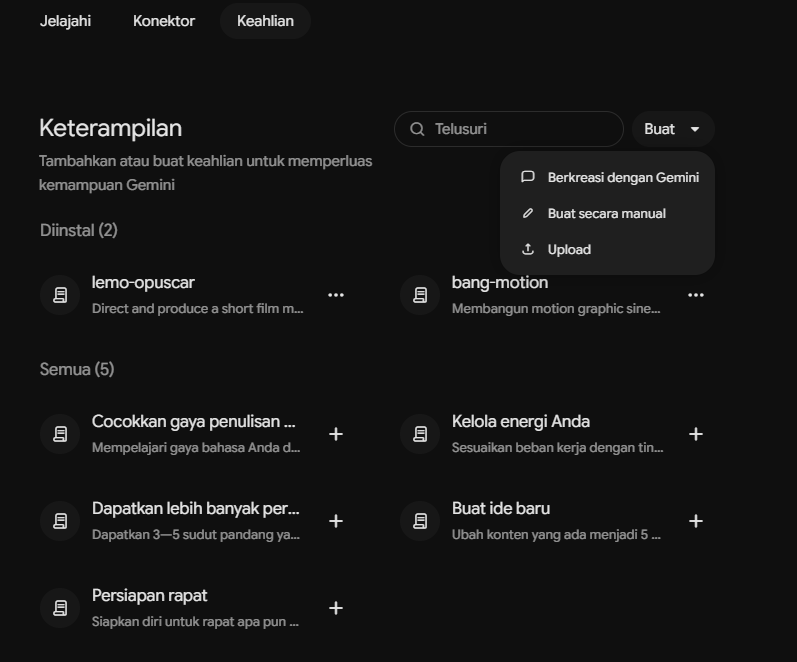 Jelajahi
Konektor
Keahlian
Keterampilan
Telusuri
Buat
Tambahkan atau buat keahlian untuk memperluas
kemampuan Gemini
Berkreasi dengan Gemini
Buat secara manual
Upload
Diinstal (2)
lemo-opuscar
Direct and produce a short film m...
bang-motion
Membangun motion graphic sine...
Semua (5)
Cocokkan gaya penulisan ...
Mempelajari gaya bahasa Anda d...
Kelola energi Anda
Sesuaikan beban kerja dengan tin...
Dapatkan lebih banyak per...
Dapatkan 3–5 sudut pandang ya...
Buat ide baru
Ubah konten yang ada menjadi 5 ...
Persiapan rapat
Siapkan diri untuk rapat apa pun ...